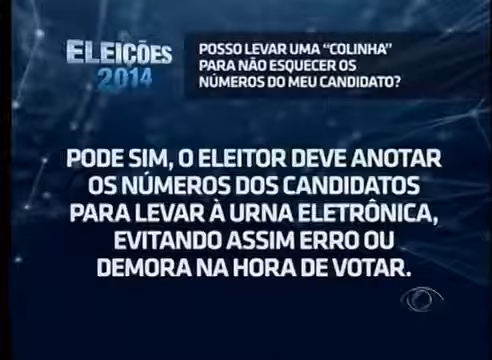 ELEIÇÕES
2014
POSSO LEVAR UMA “COLINHA”
PARA NÃO ESQUECER OS
NÚMEROS DO MEU CANDIDATO?
PODE SIM, O ELEITOR DEVE ANOTAR
OS NÚMEROS DOS CANDIDATOS
PARA LEVAR À URNA ELETRÔNICA,
EVITANDO ASSIM ERRO OU
DEMORA NA HORA DE VOTAR.